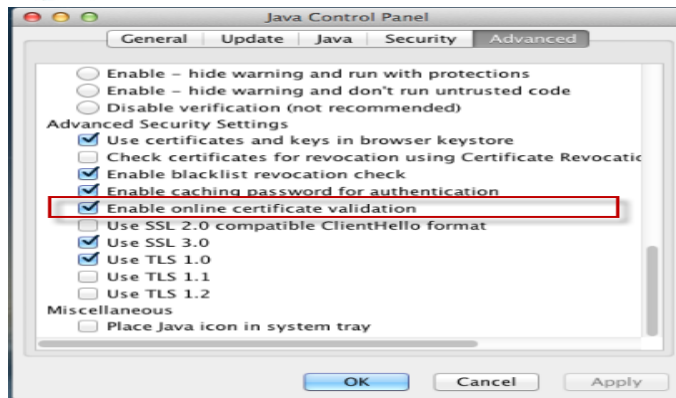 Java Control Panel
General Update Java Security Advanced
Enable – hide warning and run with protections
Enable – hide warning and don't run untrusted code
Disable verification (not recommended)
Advanced Security Settings
Use certificates and keys in browser keystore
Check certificates for revocation using Certificate Revocatic
Enable blacklist revocation check
Enable caching password for authentication
Enable online certificate validation
Use SSL 2.0 compatible ClientHello format
Use SSL 3.0
Use TLS 1.0
Use TLS 1.1
Use TLS 1.2
Miscellaneous
Place Java icon in system tray
OK Cancel Apply